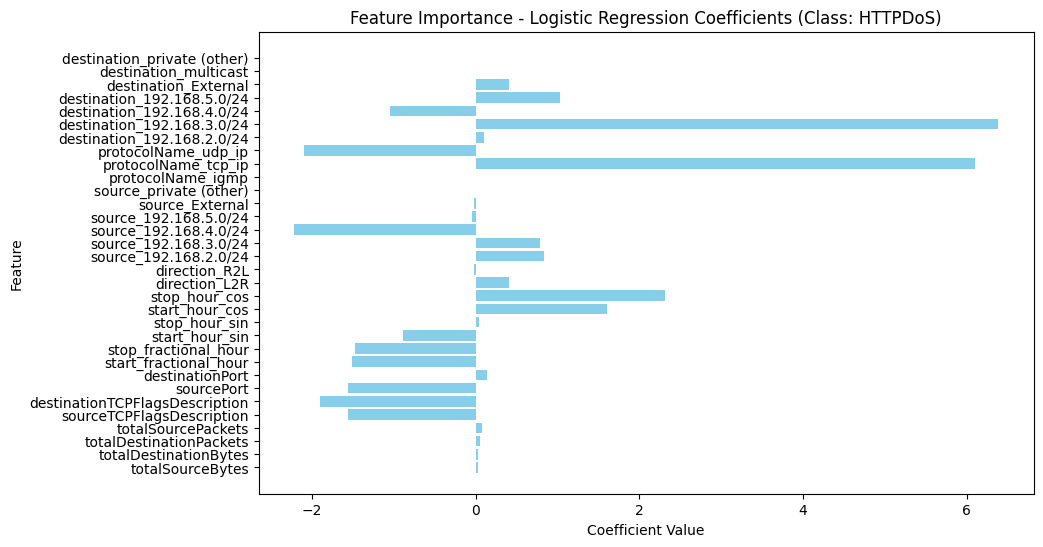 Feature Importance - Logistic Regression Coefficients (Class: HTTPDoS)
Feature
destination_private (other)
destination_multicast
destination_External
destination_192.168.5.0/24
destination_192.168.4.0/24
destination_192.168.3.0/24
destination_192.168.2.0/24
protocolName_udp_ip
protocolName_tcp_ip
protocolName_igmp
source_private (other)
source_External
source_192.168.5.0/24
source_192.168.4.0/24
source_192.168.3.0/24
source_192.168.2.0/24
direction_R2L
direction_L2R
stop_hour_cos
start_hour_cos
stop_hour_sin
start_hour_sin
stop_fractional_hour
start_fractional_hour
destinationPort
sourcePort
destinationTCPFlagsDescription
sourceTCPFlagsDescription
totalSourcePackets
totalDestinationPackets
totalDestinationBytes
totalSourceBytes
−2 0 2 4 6
Coefficient Value